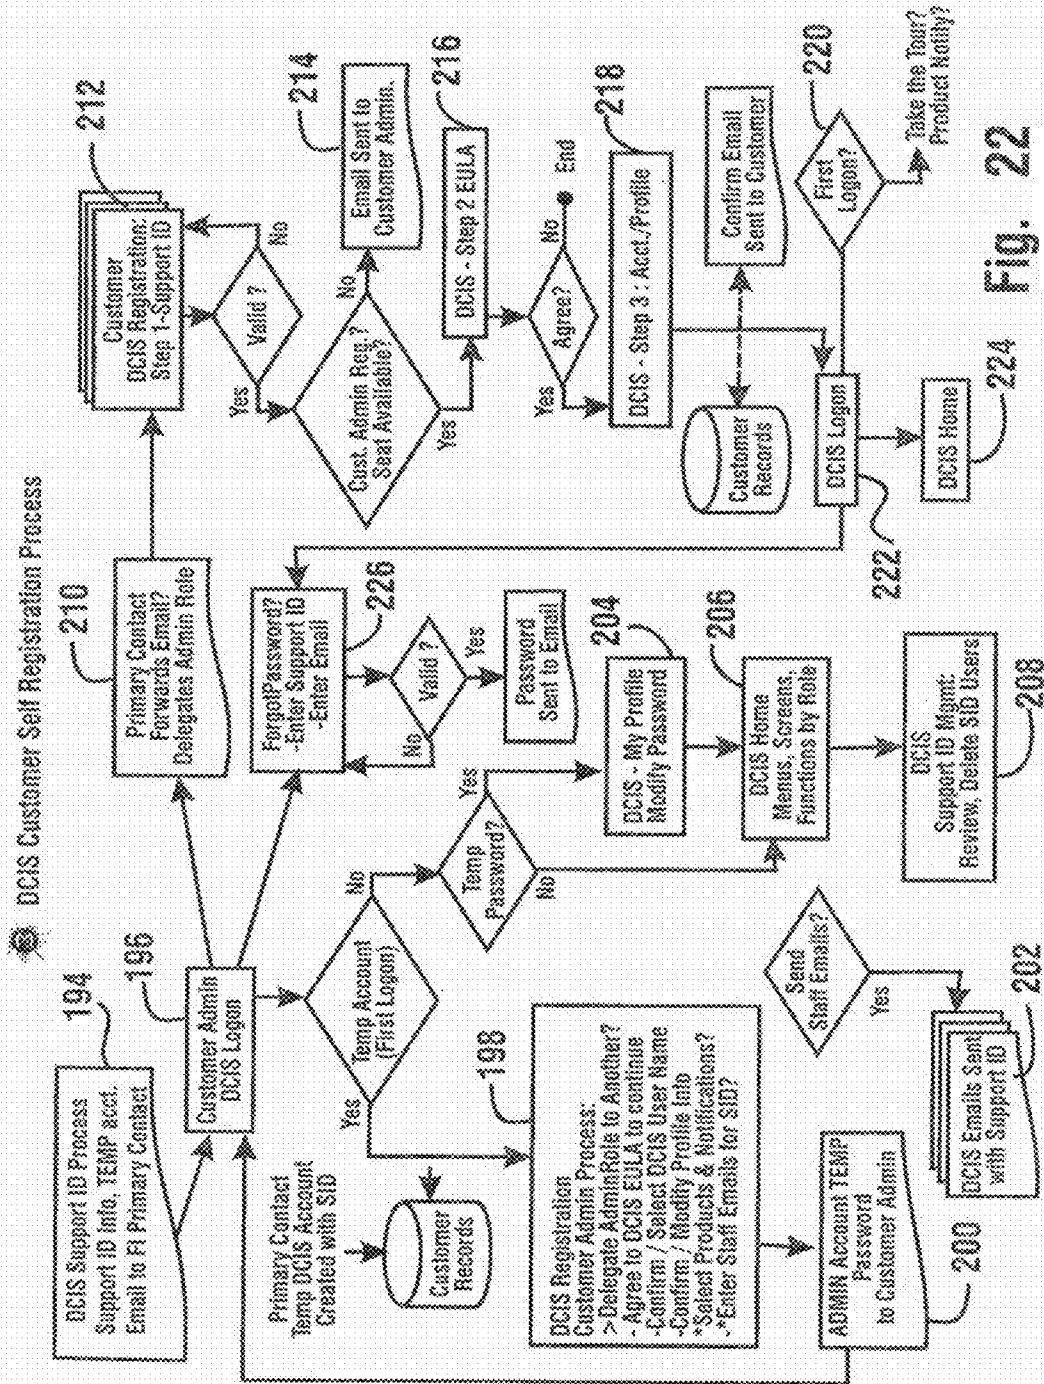 DCIS Customer Self Registration Process
194
DCIS Support ID Process
Support ID Info, TEMP acct.
Email to FI Primary Contact
196
Customer Admin
DCIS Logon
210
Primary Contact
Forwards Email?
Delegates Admin Role
212
Customer
DCIS Registration:
Step 1-Support ID
Valid ?
No
Yes
Cust. Admin Reg.
Seat Available?
No
Yes
214
Email Sent to
Customer Admin.
216
DCIS - Step 2 EULA
Agree?
No
End
Yes
218
DCIS - Step 3 : Acct./Profile
Customer
Records
Confirm Email
Sent to Customer
220
First
Logon?
Take the Tour?
Product Notify?
DCIS Logon
222
DCIS Home
224
ForgotPassword?
-Enter Support ID
-Enter Email
226
Valid ?
No
Yes
Password
Sent to Email
Temp Account
(First Logon)
Yes
No
Temp
Password?
Yes
No
204
DCIS - My Profile
Modify Password
206
DCIS Home
Menus, Screens,
Functions by Role
DCIS
Support ID Mgmt:
Review, Delete SID Users
208
Primary Contact
Temp DCIS Account
Created with SID
Customer
Records
198
DCIS Registration
Customer Admin Process:
> Delegate Admin Role to Another?
- Agree to DCIS EULA to continue
-Confirm / Select DCIS User Name
-Confirm / Modify Profile Info
*Select Products & Notifications?
-*Enter Staff Emails for SID?
ADMIN Account TEMP
Password
to Customer Admin
200
Send
Staff Emails?
Yes
DCIS Emails Sent
with Support ID
202
Fig. 22